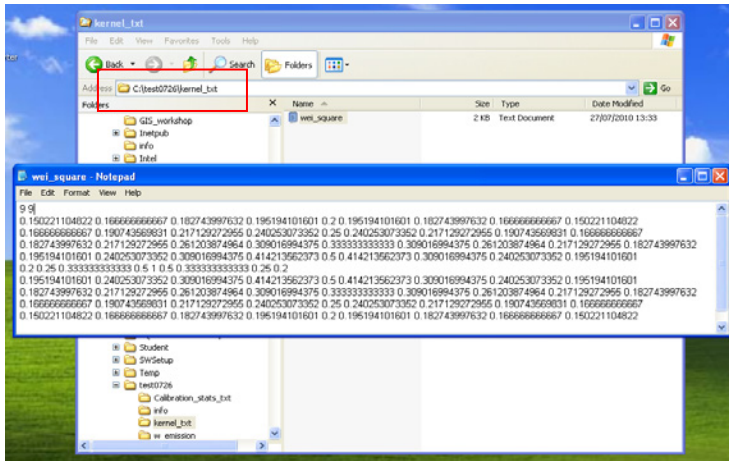 kernel_txt
File Edit View Favorites Tools Help
Back Search Folders
Address C:\test0726\kernel_txt Go
Folders X Name Size Type Date Modified
GIS_workshop wei_square 2 KB Text Document 27/07/2010 13:33
Inetpub
info
Intel
wei_square - Notepad
File Edit Format View Help
9 9
0.150221104822 0.166666666667 0.182743997632 0.195194101601 0.2 0.195194101601 0.182743997632 0.166666666667 0.150221104822
0.166666666667 0.190743569831 0.217129272955 0.240253073352 0.25 0.240253073352 0.217129272955 0.190743569831 0.166666666667
0.182743997632 0.217129272955 0.261203874964 0.309016994375 0.333333333333 0.309016994375 0.261203874964 0.217129272955 0.182743997632
0.195194101601 0.240253073352 0.309016994375 0.414213562373 0.5 0.414213562373 0.309016994375 0.240253073352 0.195194101601
0.2 0.25 0.333333333333 0.5 1 0.5 0.333333333333 0.25 0.2
0.195194101601 0.240253073352 0.309016994375 0.414213562373 0.5 0.414213562373 0.309016994375 0.240253073352 0.195194101601
0.182743997632 0.217129272955 0.261203874964 0.309016994375 0.333333333333 0.309016994375 0.261203874964 0.217129272955 0.182743997632
0.166666666667 0.190743569831 0.217129272955 0.240253073352 0.25 0.240253073352 0.217129272955 0.190743569831 0.166666666667
0.150221104822 0.166666666667 0.182743997632 0.195194101601 0.2 0.195194101601 0.182743997632 0.166666666667 0.150221104822
Student
SWSetup
Temp
test0726
Calibration_stats_txt
info
kernel_txt
w_emission